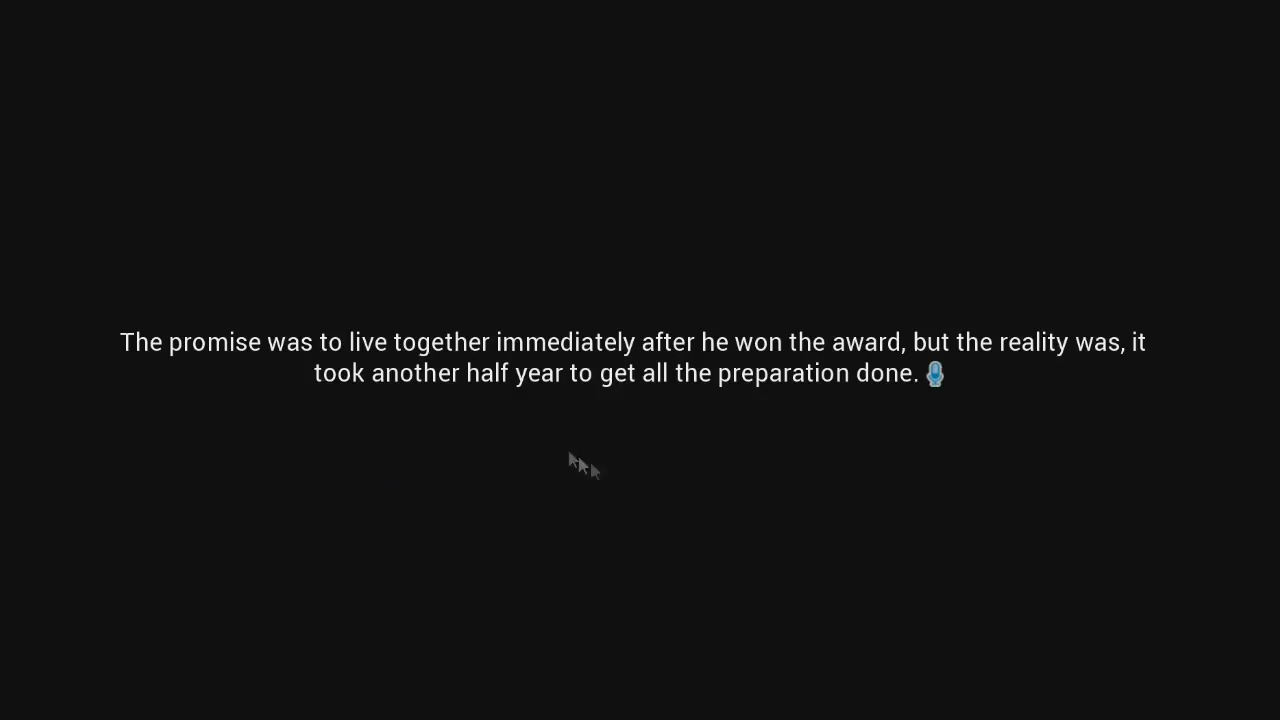 The promise was to live together immediately after he won the award, but the reality was, it
took another half year to get all the preparation done.